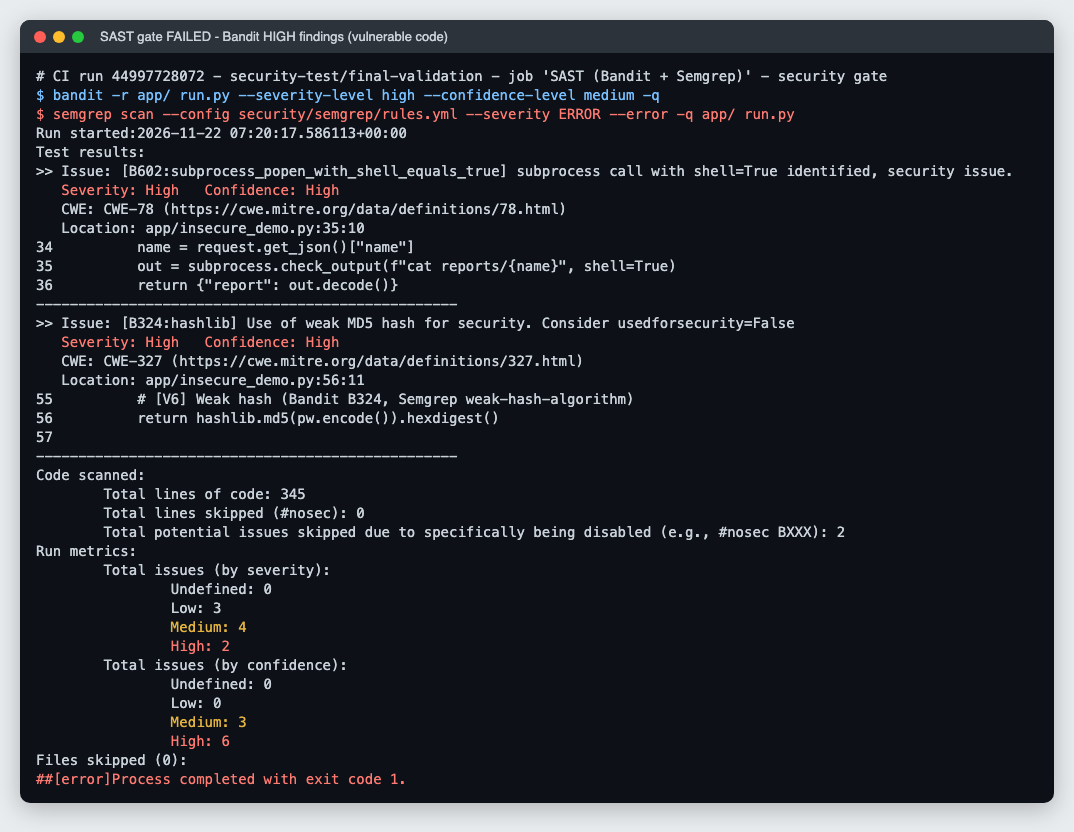 SAST gate FAILED - Bandit HIGH findings (vulnerable code)
# CI run 44997728072 – security-test/final-validation – job 'SAST (Bandit + Semgrep)' – security gate
$ bandit -r app/ run.py --severity-level high --confidence-level medium -q
$ semgrep scan --config security/semgrep/rules.yml --severity ERROR --error -q app/ run.py
Run started:2026-11-22 07:20:17.586113+00:00
Test results:
>> Issue: [B602:subprocess_popen_with_shell_equals_true] subprocess call with shell=True identified, security issue.
   Severity: High   Confidence: High
   CWE: CWE-78 (https://cwe.mitre.org/data/definitions/78.html)
   Location: app/insecure_demo.py:35:10
34          name = request.get_json()["name"]
35          out = subprocess.check_output(f"cat reports/{name}", shell=True)
36          return {"report": out.decode()}
--------------------------------------------------
>> Issue: [B324:hashlib] Use of weak MD5 hash for security. Consider usedforsecurity=False
   Severity: High   Confidence: High
   CWE: CWE-327 (https://cwe.mitre.org/data/definitions/327.html)
   Location: app/insecure_demo.py:56:11
55          # [V6] Weak hash (Bandit B324, Semgrep weak-hash-algorithm)
56          return hashlib.md5(pw.encode()).hexdigest()
57
--------------------------------------------------
Code scanned:
        Total lines of code: 345
        Total lines skipped (#nosec): 0
        Total potential issues skipped due to specifically being disabled (e.g., #nosec BXXX): 2
Run metrics:
        Total issues (by severity):
                Undefined: 0
                Low: 3
                Medium: 4
                High: 2
        Total issues (by confidence):
                Undefined: 0
                Low: 0
                Medium: 3
                High: 6
Files skipped (0):
##[error]Process completed with exit code 1.